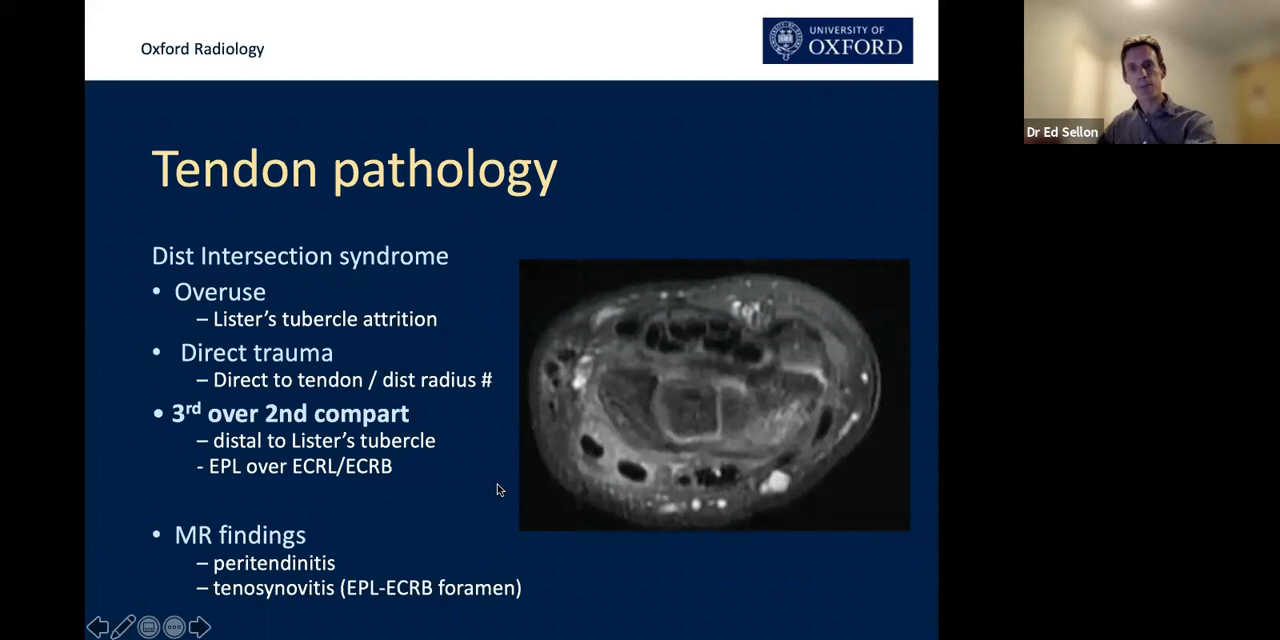 Oxford Radiology
UNIVERSITY OF
OXFORD
Dr Ed Sellon
Tendon pathology
Dist Intersection syndrome
• Overuse
– Lister's tubercle attrition
• Direct trauma
– Direct to tendon / dist radius #
• 3rd over 2nd compart
– distal to Lister's tubercle
- EPL over ECRL/ECRB
• MR findings
– peritendinitis
– tenosynovitis (EPL-ECRB foramen)